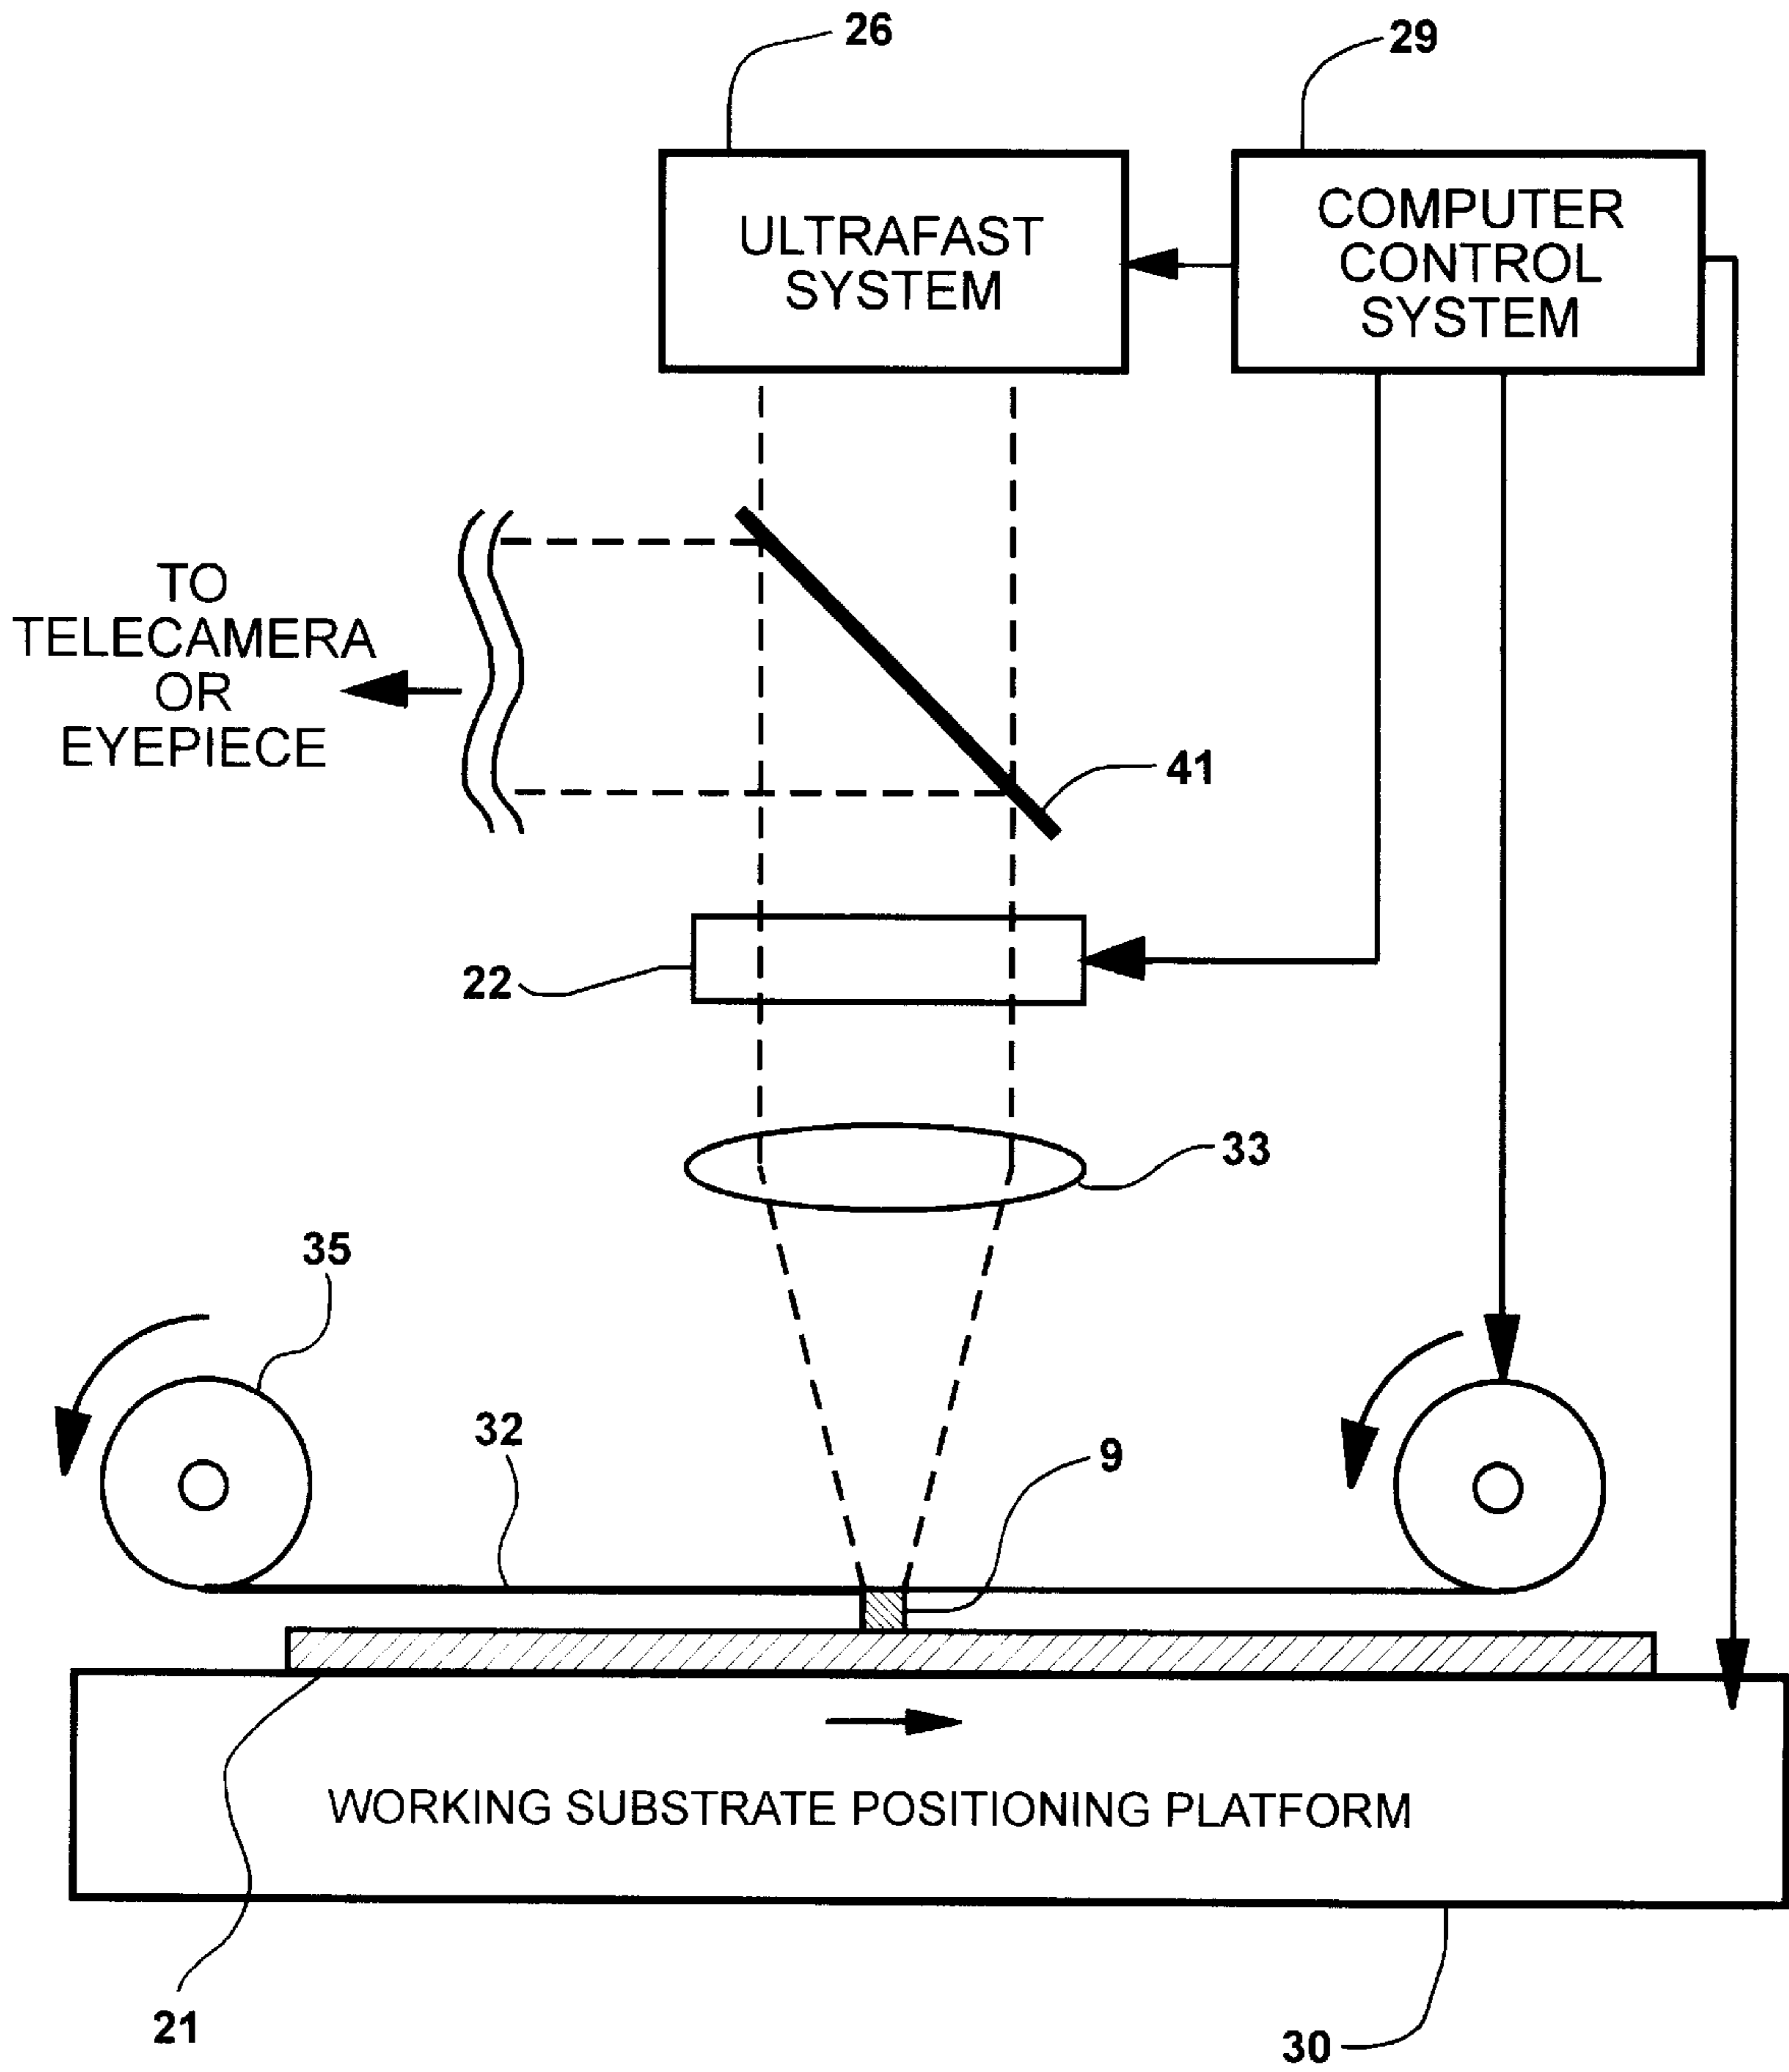 26
29
ULTRAFAST
SYSTEM
COMPUTER
CONTROL
SYSTEM
TO
TELECAMERA
OR
EYEPIECE
41
22
33
35
32
9
WORKING SUBSTRATE POSITIONING PLATFORM
21
30